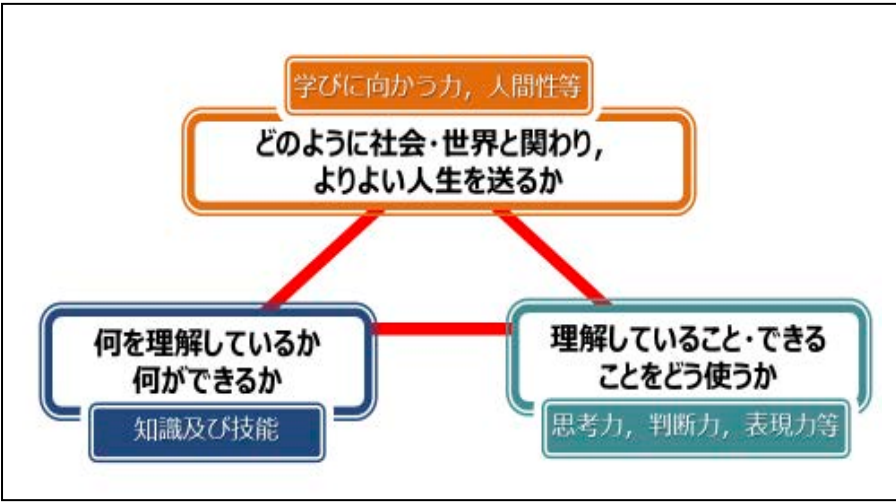 学びに向かう力，人間性等
どのように社会・世界と関わり，
よりよい人生を送るか
何を理解しているか
何ができるか
知識及び技能
理解していること・できる
ことをどう使うか
思考力，判断力，表現力等